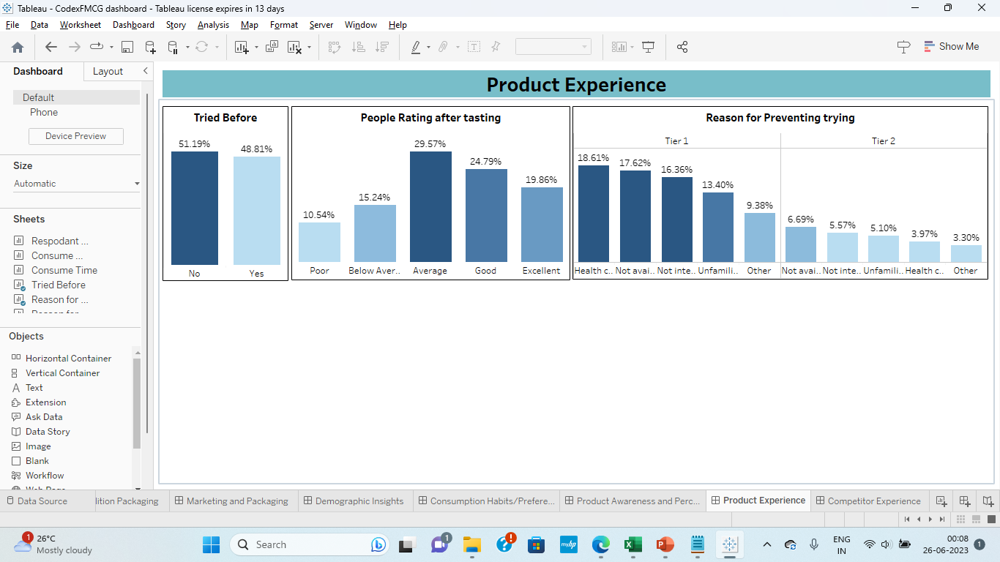 Tableau - CodexFMCG dashboard - Tableau license expires in 13 days
File Data Worksheet Dashboard Story Analysis Map Format Server Window Help
Show Me
Dashboard Layout
Default
Phone
Device Preview
Size
Automatic
Sheets
Respodant ...
Consume ...
Consume Time
Tried Before
Reason for ...
Reason for
Objects
Horizontal Container
Vertical Container
Text
Extension
Ask Data
Data Story
Image
Blank
Workflow
Web Page
Product Experience
Tried Before
51.19% 48.81%
No Yes
People Rating after tasting
10.54% 15.24% 29.57% 24.79% 19.86%
Poor Below Aver.. Average Good Excellent
Reason for Preventing trying
Tier 1 Tier 2
18.61% 17.62% 16.36% 13.40% 9.38% 6.69% 5.57% 5.10% 3.97% 3.30%
Health c.. Not avai.. Not inte.. Unfamili.. Other Not avai.. Not inte.. Unfamili.. Health c.. Other
Data Source lition Packaging Marketing and Packaging Demographic Insights Consumption Habits/Prefere... Product Awareness and Perc... Product Experience Competitor Experience
1 26°C
Mostly cloudy
Search
1
!
myhp
ENG
IN
00:08
26-06-2023
1